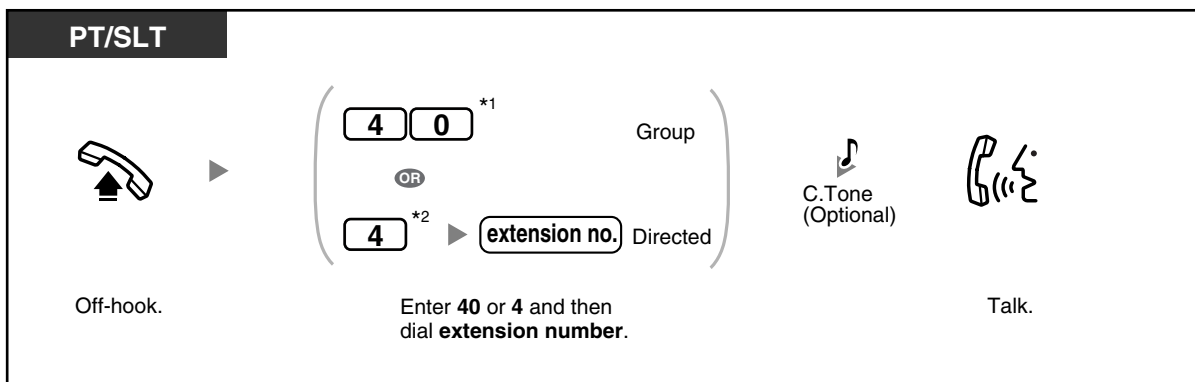 PT/SLT
4 0 *1 Group
OR
4 *2 extension no. Directed
C.Tone
(Optional)
Off-hook.
Enter 40 or 4 and then
dial extension number.
Talk.